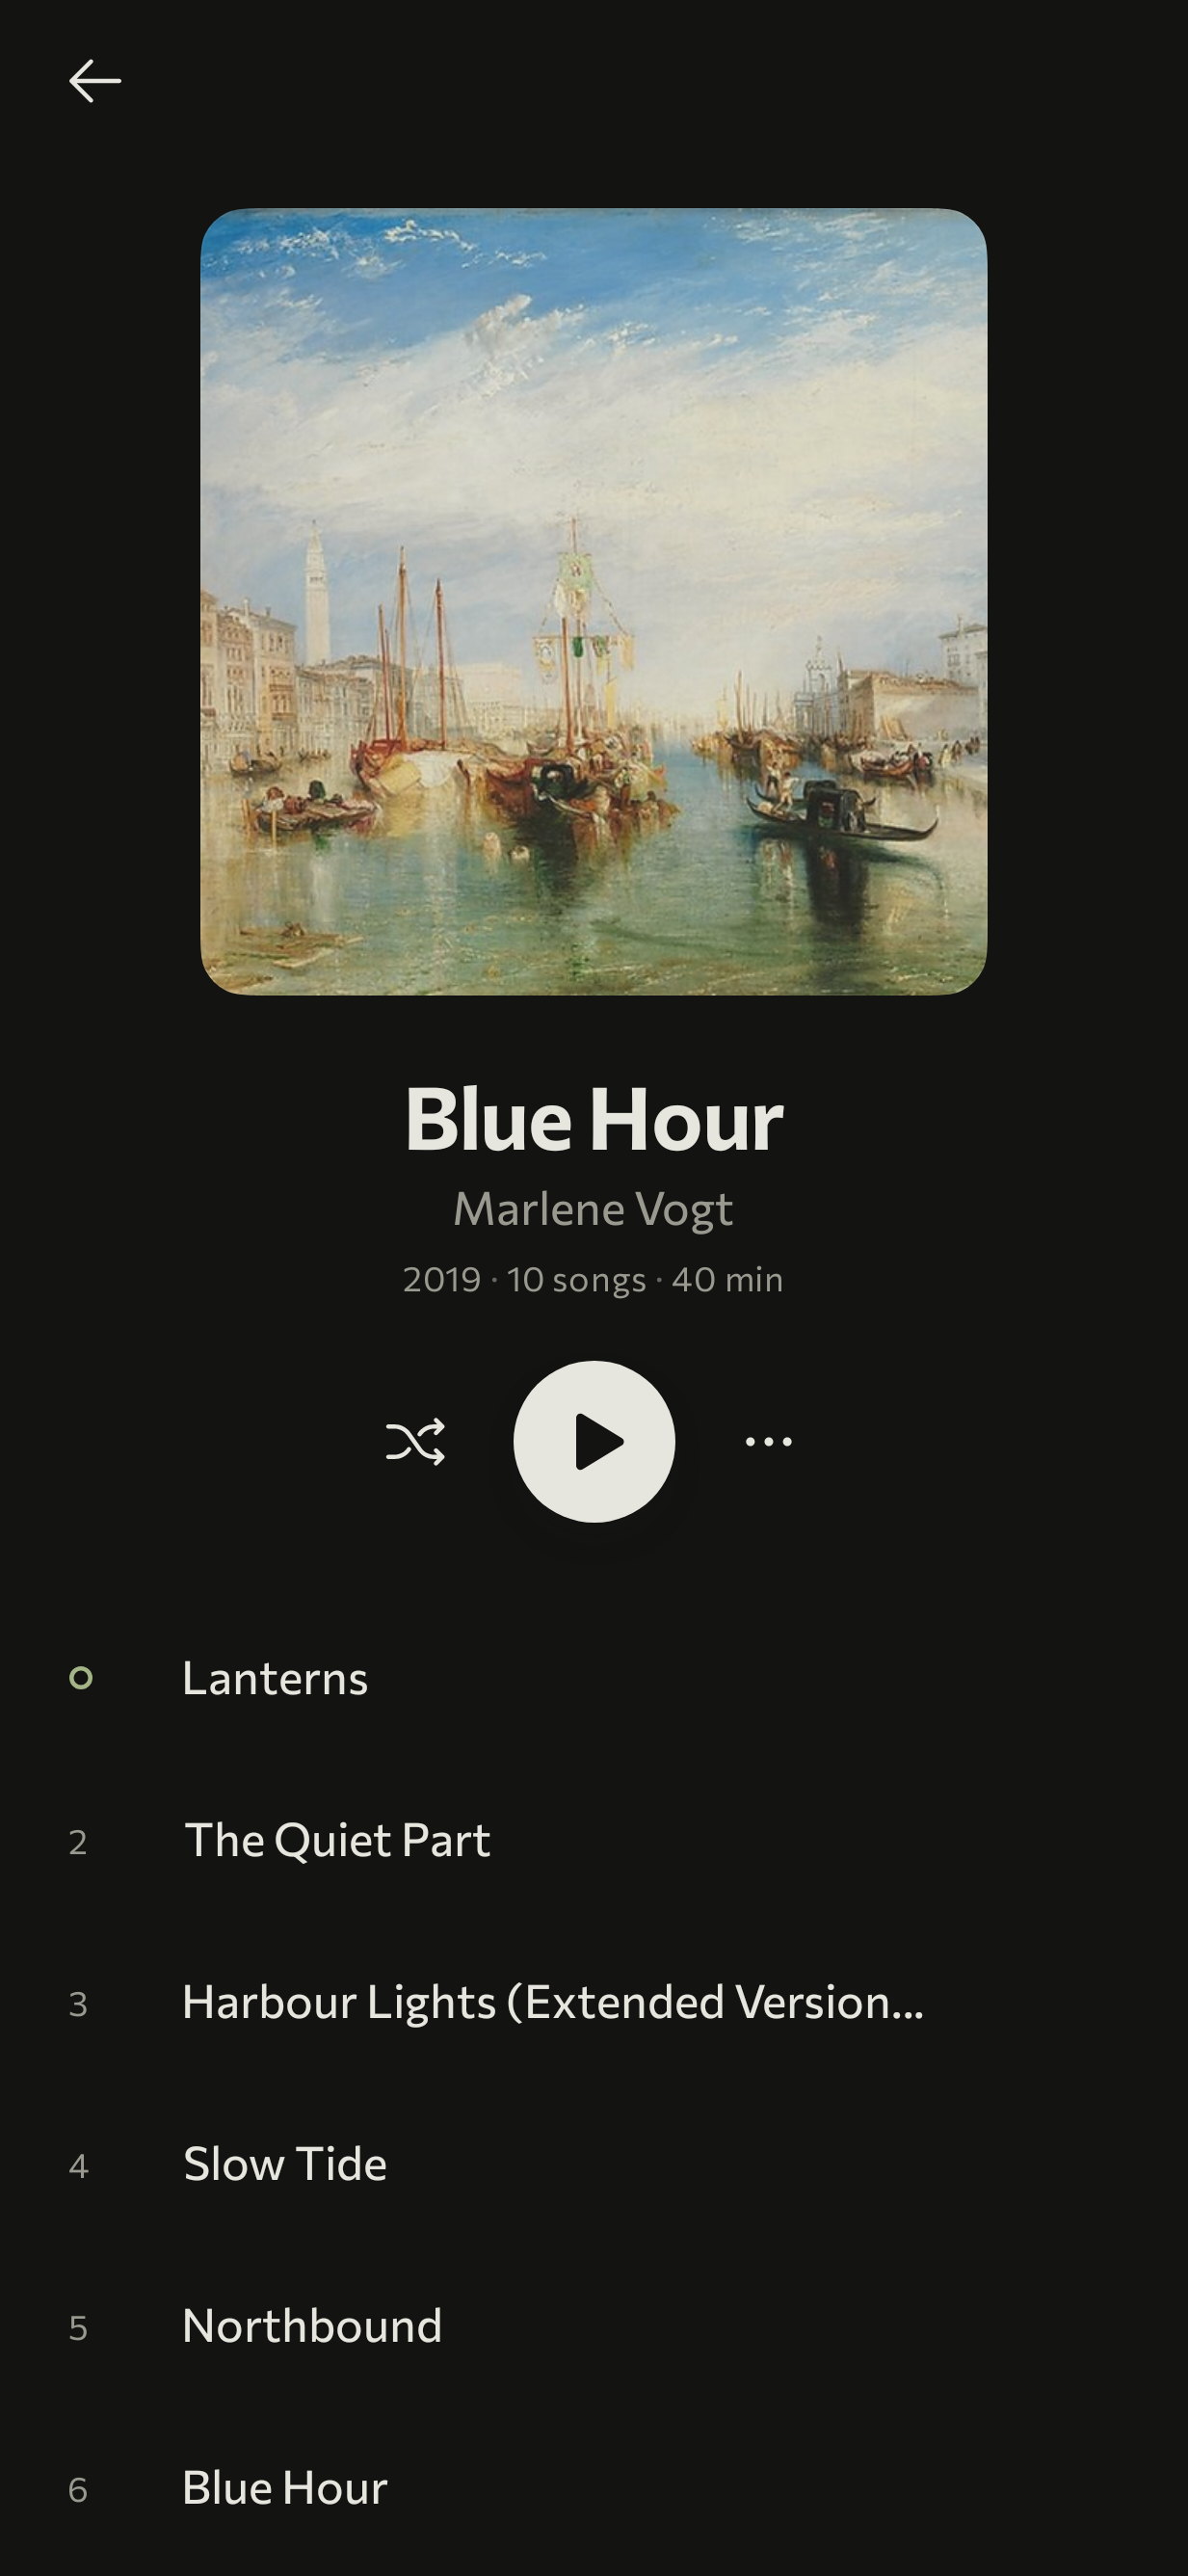 Blue Hour
Marlene Vogt
2019 · 10 songs · 40 min
Lanterns
2 The Quiet Part
3 Harbour Lights (Extended Version...
4 Slow Tide
5 Northbound
6 Blue Hour